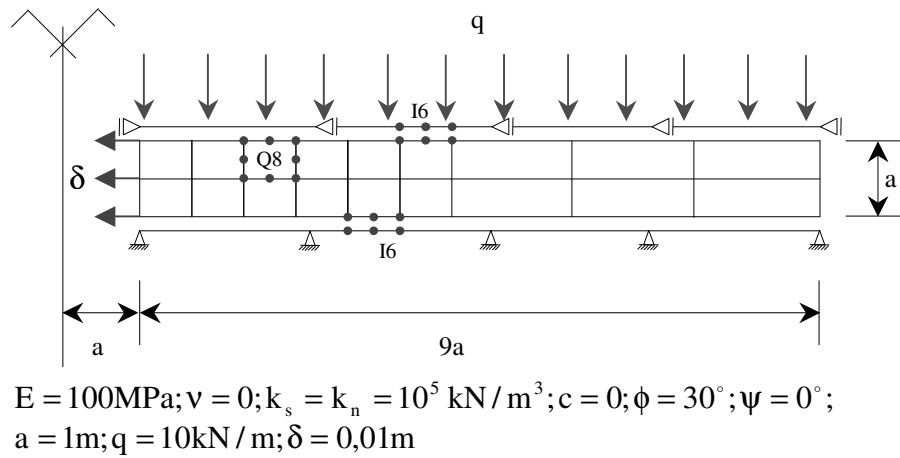 q
I6
Q8
δ
a
I6
a
9a
E = 100MPa; ν = 0; k_s = k_n = 10^5 kN / m^3; c = 0; ϕ = 30°; ψ = 0°;
a = 1m; q = 10kN / m; δ = 0,01m